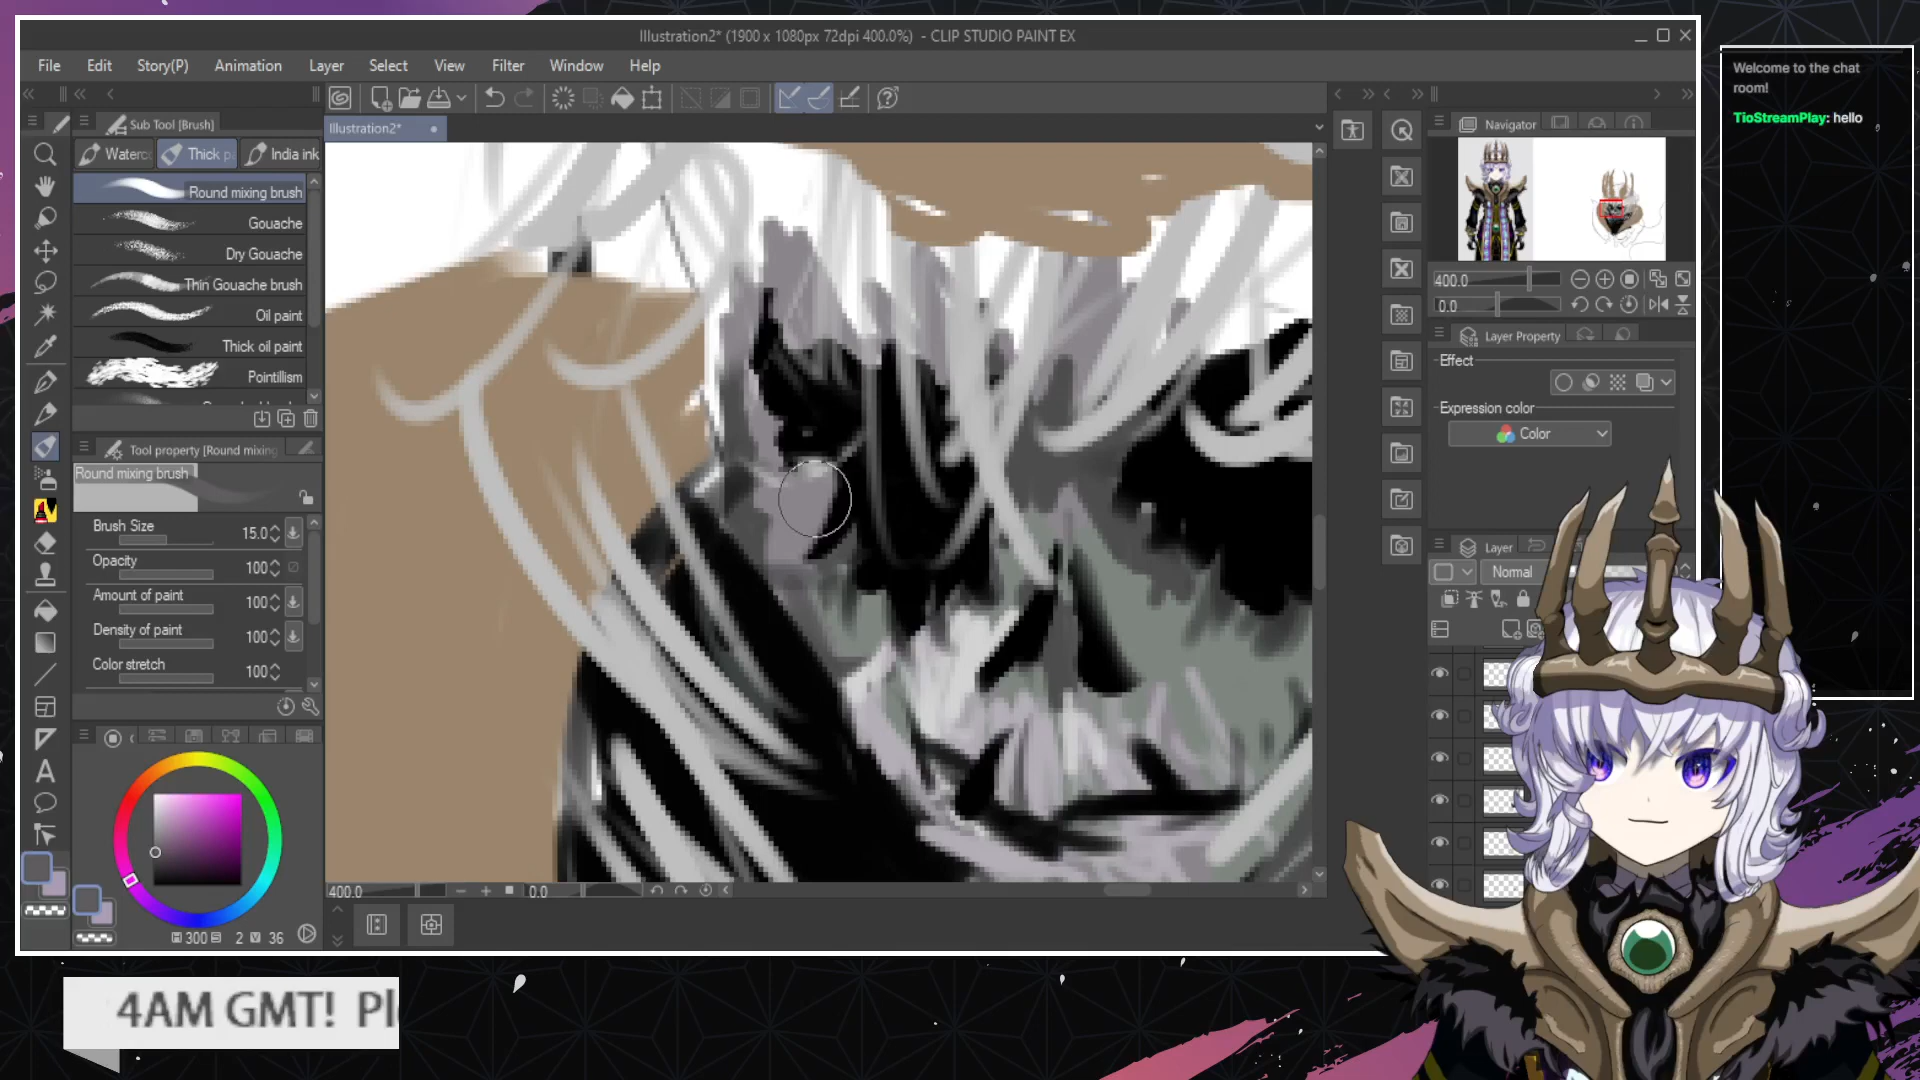 Illustration2* (1900 x 1080px 72dpi 400.0%) - CLIP STUDIO PAINT EX
File Edit Story(P) Animation Layer Select View Filter Window Help
Sub Tool [Brush]
Thick p India ink
Round mixing brush
Gouache
Dry Gouache
Thin Gouache brush
Oil paint
Thick oil paint
Pointillism
Tool property [Round mixing
Round mixing brush
Brush Size 15.0
Opacity 100
Amount of paint 100
Density of paint 100
Color stretch 100
300 2 36
Illustration2*
400.0 0.0
Navigator
400.0
0.0
Layer Property
Effect
Expression color
Color
Layer
Normal
Welcome to the chat
room!
TioStreamPlay: hello
4AM GMT! Pl